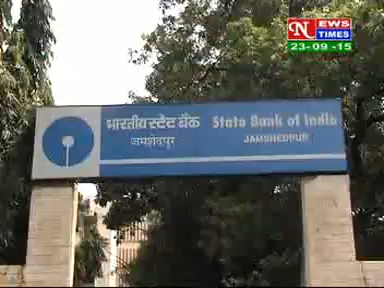 NEWS
TIMES
23-09-15
भारतीय स्टेट बैंक State Bank of India
जमशेदपुर JAMSHEDPUR